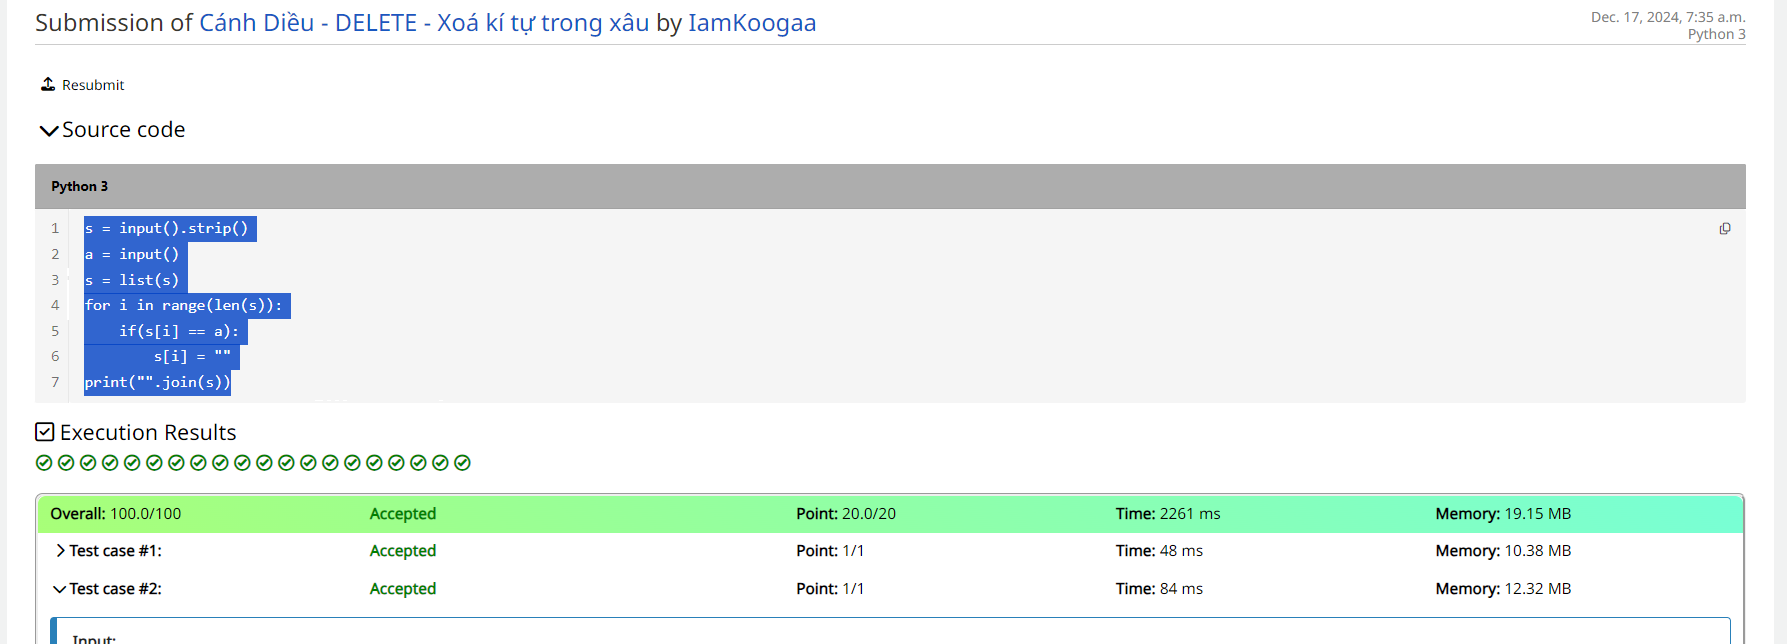 Submission of Cánh Diều - DELETE - Xoá kí tự trong xâu by IamKoogaa
Dec. 17, 2024, 7:35 a.m.
Python 3
Resubmit
Source code
Python 3
1 s = input().strip()
2 a = input()
3 s = list(s)
4 for i in range(len(s)):
5     if(s[i] == a):
6         s[i] = ""
7 print("".join(s))
Execution Results
Overall: 100.0/100 Accepted Point: 20.0/20 Time: 2261 ms Memory: 19.15 MB
Test case #1: Accepted Point: 1/1 Time: 48 ms Memory: 10.38 MB
Test case #2: Accepted Point: 1/1 Time: 84 ms Memory: 12.32 MB
Input: